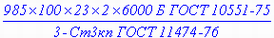 985×100×23×2×6000 Б ГОСТ 10551-75
3-Ст3кп ГОСТ 11474-76